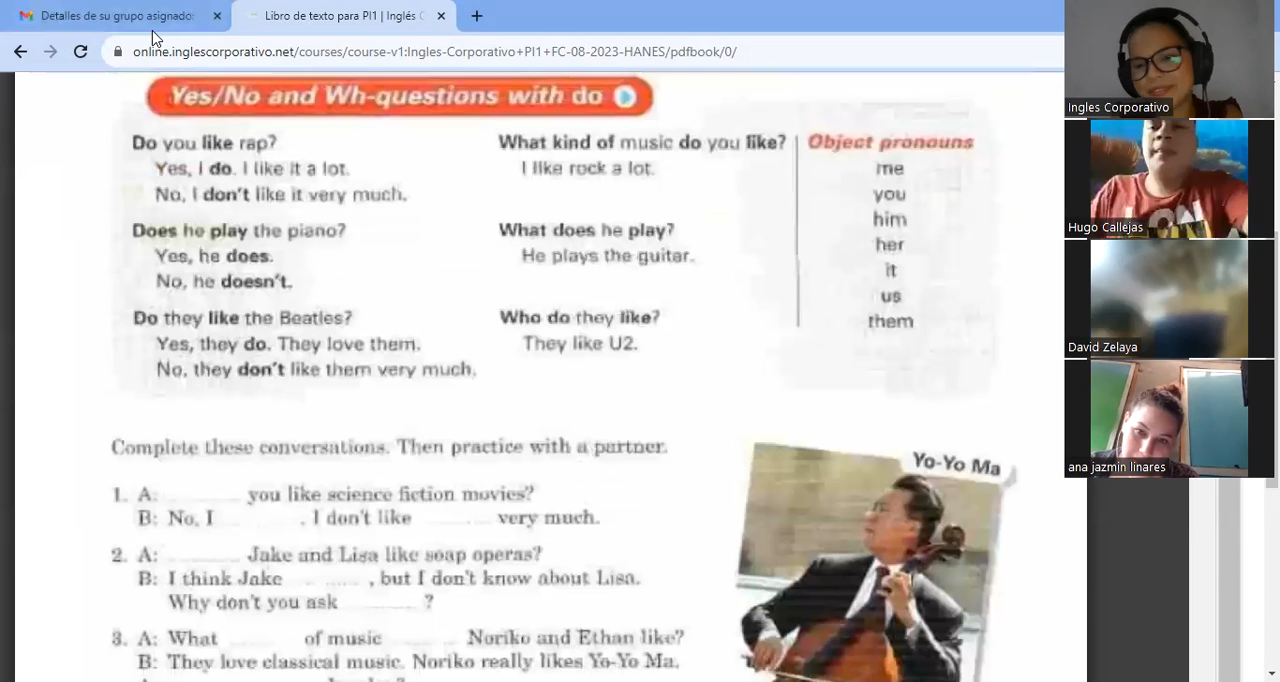 Detalles de su grupo asignado:
Libro de texto para PI1 | Inglés C
online.inglescorporativo.net/courses/course-v1:Ingles-Corporativo+PI1+FC-08-2023-HANES/pdfbook/0/
Yes/No and Wh-questions with do
Do you like rap?
Yes, I do. I like it a lot.
No, I don't like it very much.
Does he play the piano?
Yes, he does.
No, he doesn't.
Do they like the Beatles?
Yes, they do. They love them.
No, they don't like them very much.
What kind of music do you like?
I like rock a lot.
What does he play?
He plays the guitar.
Who do they like?
They like U2.
Object pronouns
me
you
him
her
it
us
them
Complete these conversations. Then practice with a partner.
1. A: you like science fiction movies?
B: No, I . I don't like very much.
2. A: Jake and Lisa like soap operas?
B: I think Jake , but I don't know about Lisa.
Why don't you ask ?
3. A: What of music Noriko and Ethan like?
B: They love classical music. Noriko really likes Yo-Yo Ma.
Yo-Yo Ma
Ingles Corporativo
Hugo Callejas
David Zelaya
ana jazmin linares